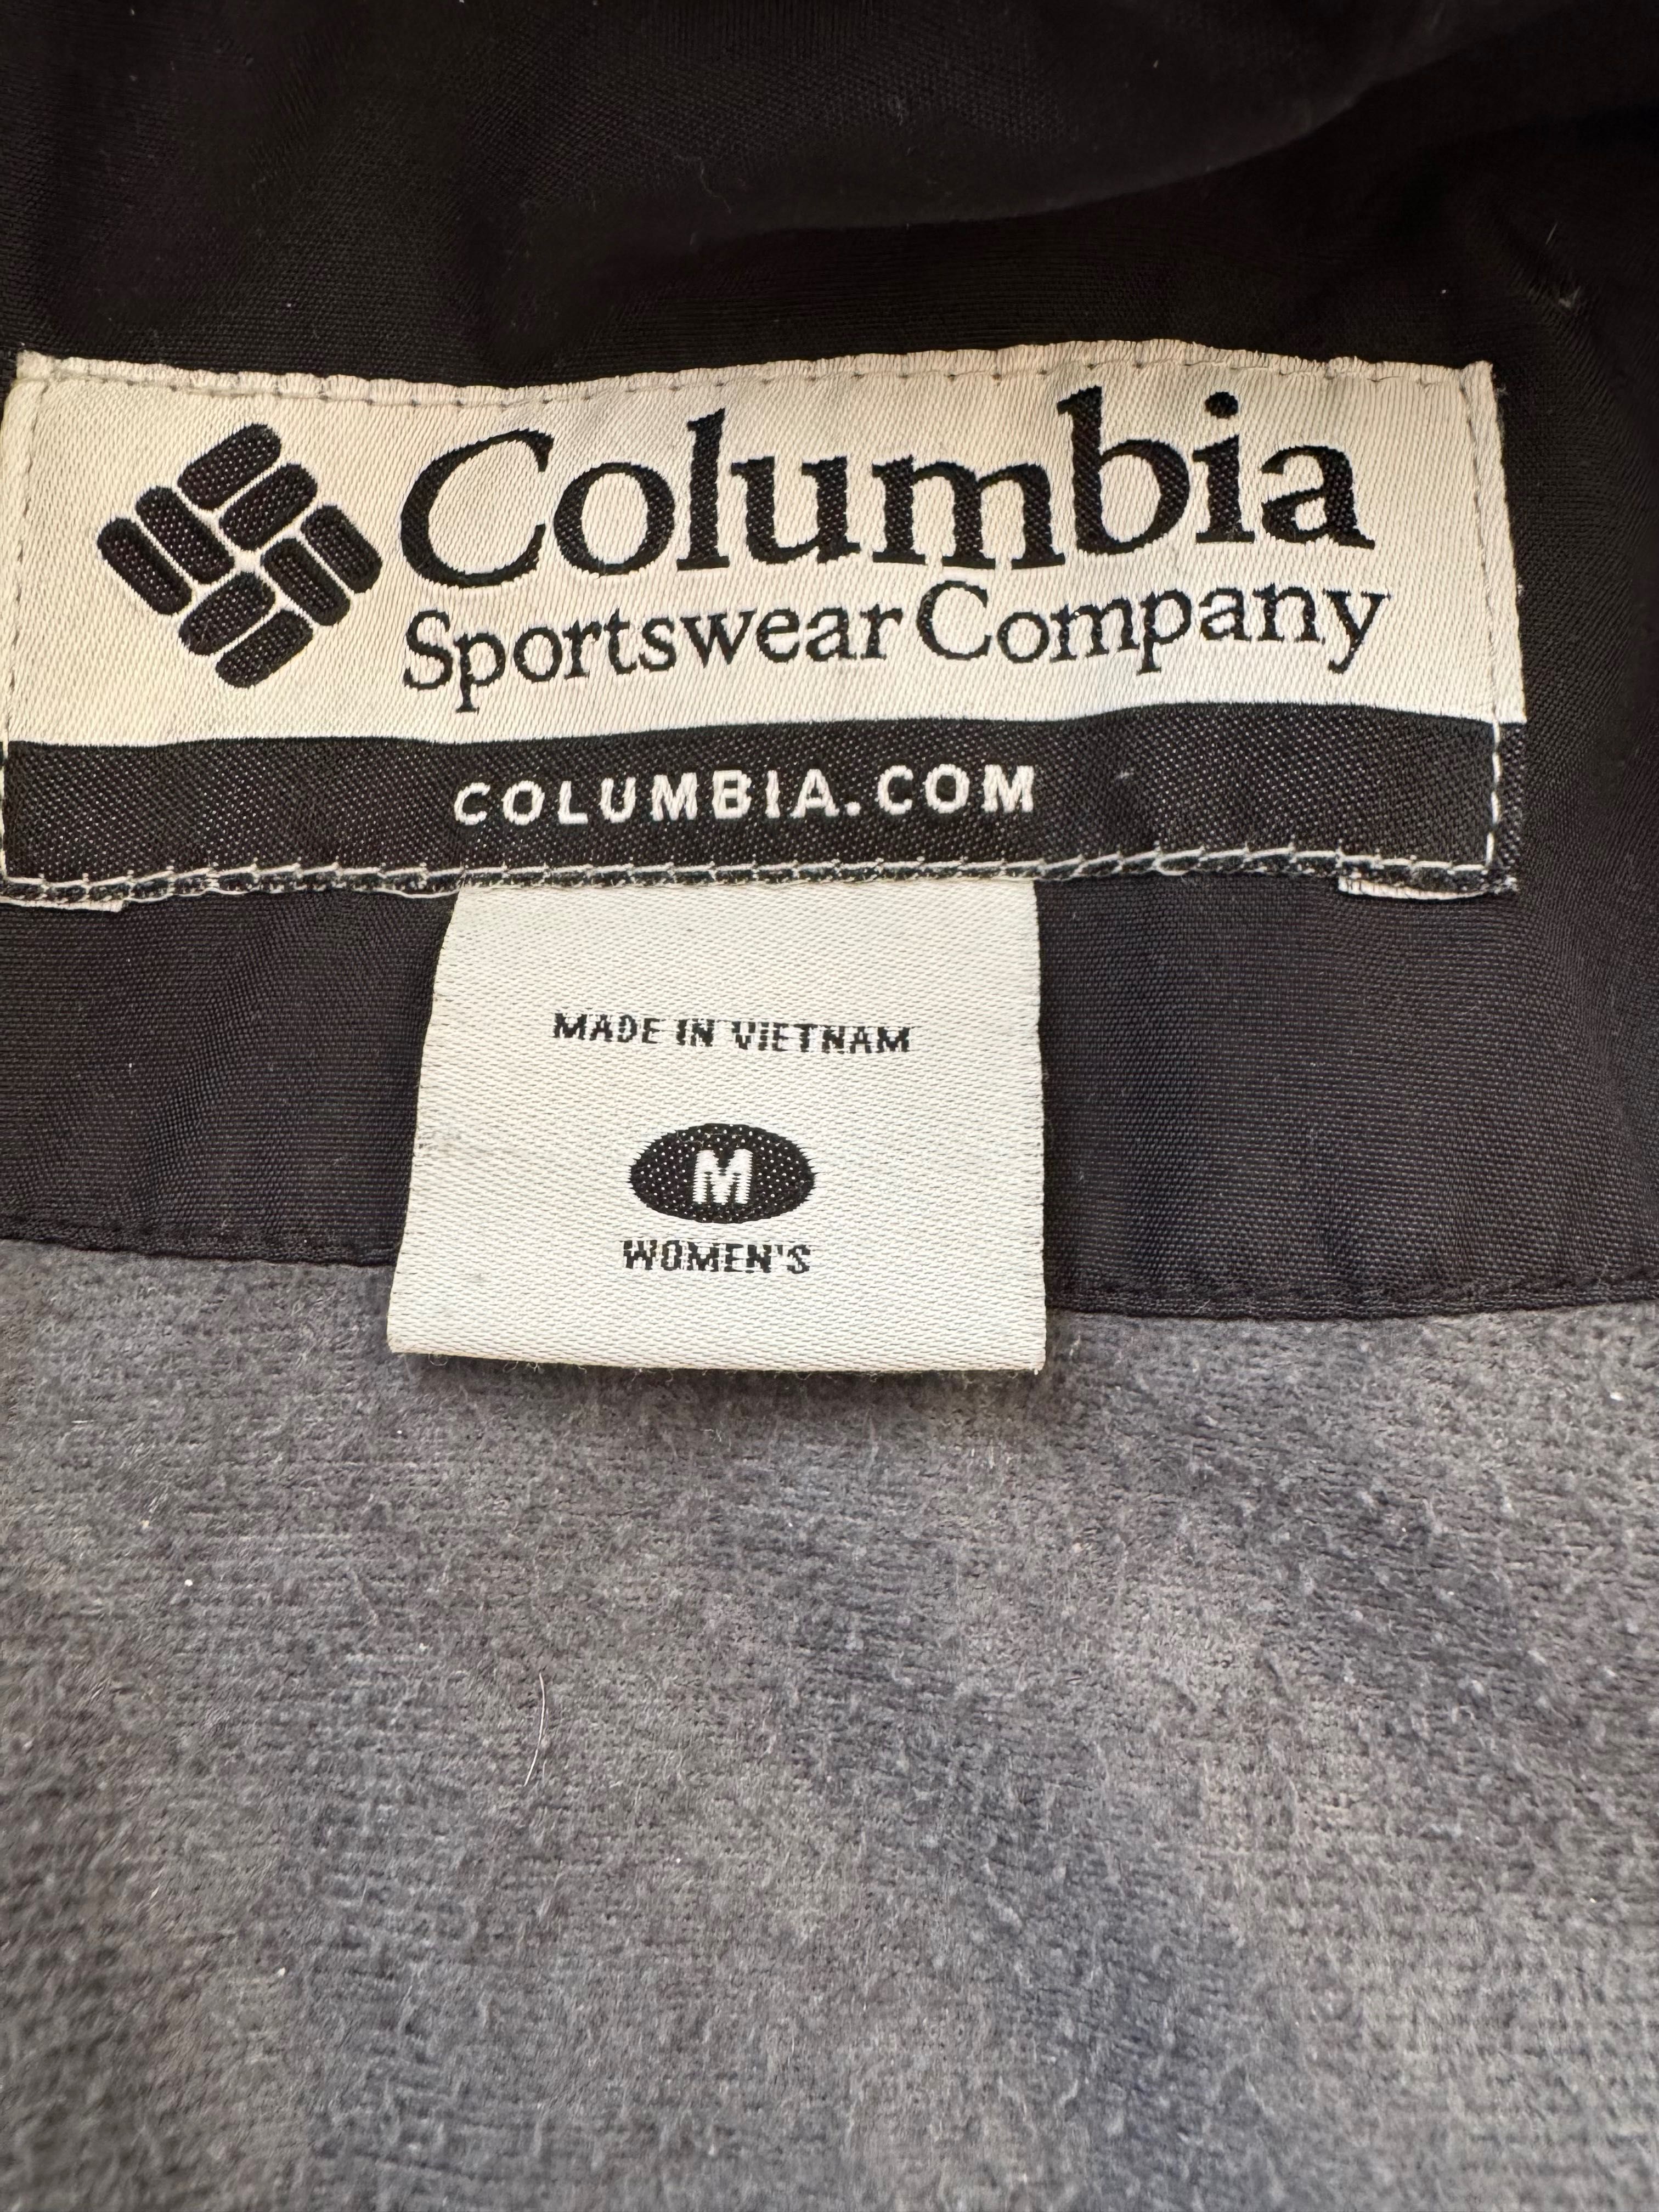 Columbia
Sportswear Company
COLUMBIA.COM
MADE IN VIETNAM
M
WOMEN'S